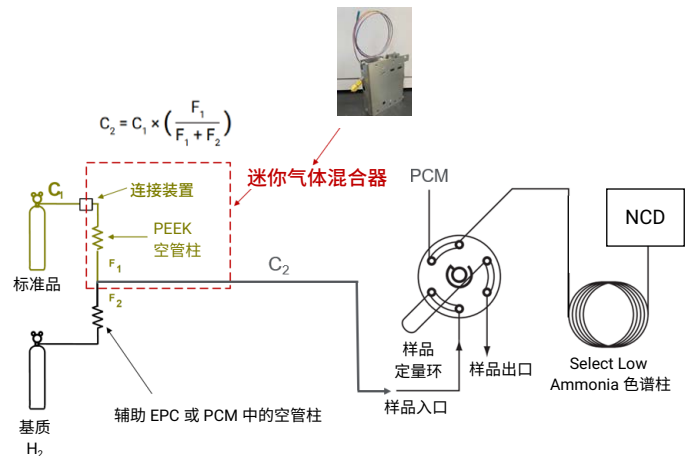 C₂ = C₁ × (F₁ / (F₁ + F₂))
迷你气体混合器
PCM
NCD
C₁
连接装置
PEEK
空管柱
F₁
C₂
标准品
F₂
样品
定量环
样品出口
Select Low
Ammonia 色谱柱
样品入口
辅助 EPC 或 PCM 中的空管柱
基质
H₂